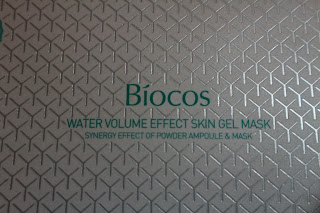 Biocos
WATER VOLUME EFFECT SKIN GEL MASK
SYNERGY EFFECT OF POWDER AMPOULE & MASK